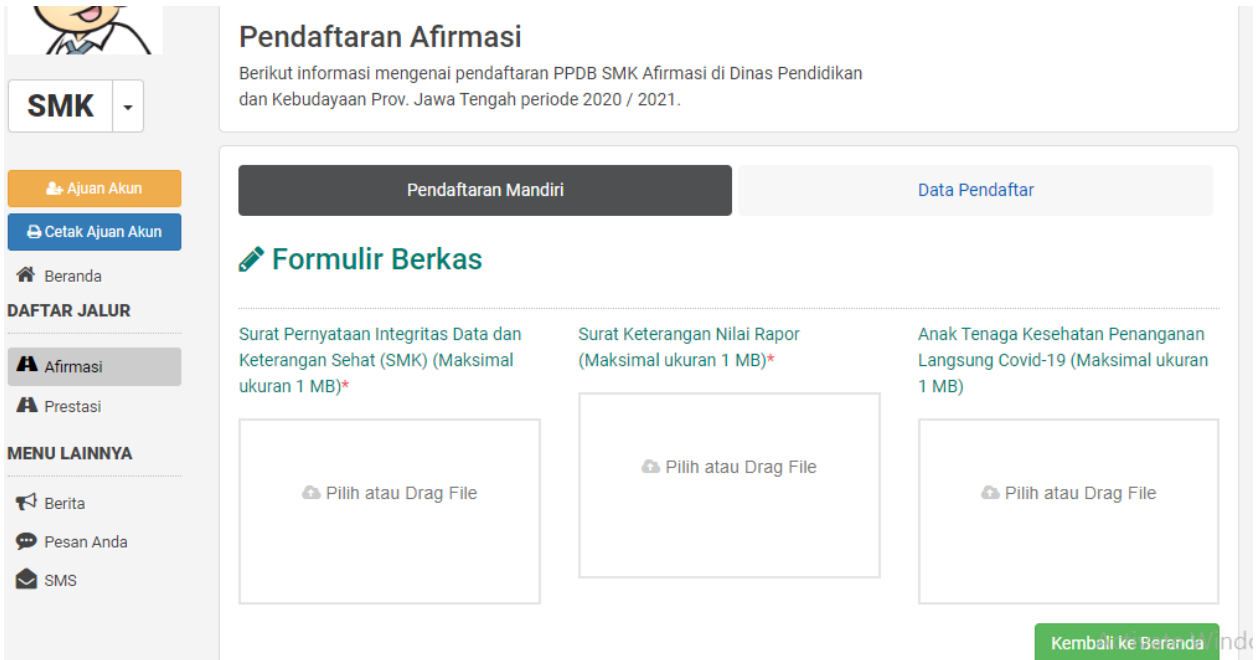 Pendaftaran Afirmasi
Berikut informasi mengenai pendaftaran PPDB SMK Afirmasi di Dinas Pendidikan
dan Kebudayaan Prov. Jawa Tengah periode 2020 / 2021.
SMK
Ajuan Akun
Cetak Ajuan Akun
Beranda
DAFTAR JALUR
Afirmasi
Prestasi
MENU LAINNYA
Berita
Pesan Anda
SMS
Pendaftaran Mandiri
Data Pendaftar
Formulir Berkas
Surat Pernyataan Integritas Data dan
Keterangan Sehat (SMK) (Maksimal
ukuran 1 MB)*
Pilih atau Drag File
Surat Keterangan Nilai Rapor
(Maksimal ukuran 1 MB)*
Pilih atau Drag File
Anak Tenaga Kesehatan Penanganan
Langsung Covid-19 (Maksimal ukuran
1 MB)
Pilih atau Drag File
Kembali ke Beranda